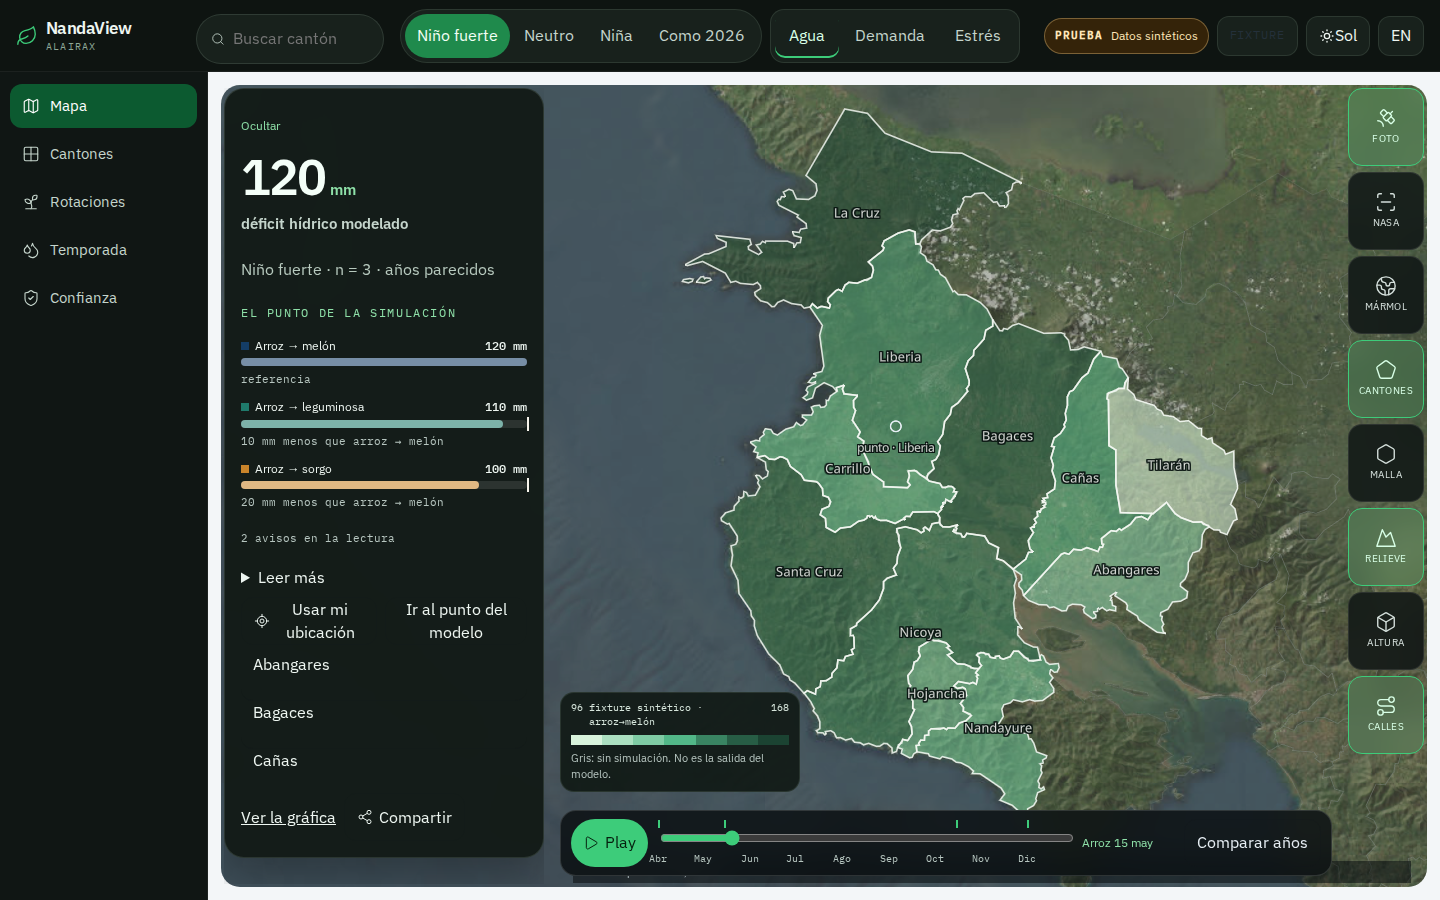 NandaView
ALAIRAX
Buscar cantón
Niño fuerte
Neutro
Niña
Como 2026
Agua
Demanda
Estrés
PRUEBA Datos sintéticos
FIXTURE
Sol
EN
Mapa
Cantones
Rotaciones
Temporada
Confianza
Ocultar
120 mm
déficit hídrico modelado
Niño fuerte · n = 3 · años parecidos
EL PUNTO DE LA SIMULACIÓN
Arroz → melón 120 mm
referencia
Arroz → leguminosa 110 mm
10 mm menos que arroz → melón
Arroz → sorgo 100 mm
20 mm menos que arroz → melón
2 avisos en la lectura
Leer más
Usar mi
ubicación
Ir al punto del
modelo
Abangares
Bagaces
Cañas
Ver la gráfica
Compartir
La Cruz
Liberia
Bagaces
punto · Liberia
Carrillo
Cañas
Tilarán
Santa Cruz
Abangares
Nicoya
Hojancha
Nandayure
96 fixture sintético · 168
arroz→melón
Gris: sin simulación. No es la salida del
modelo.
Play
Abr May Jun Jul Ago Sep Oct Nov Dic
Arroz 15 may
Comparar años
FOTO
NASA
MÁRMOL
CANTONES
MALLA
RELIEVE
ALTURA
CALLES